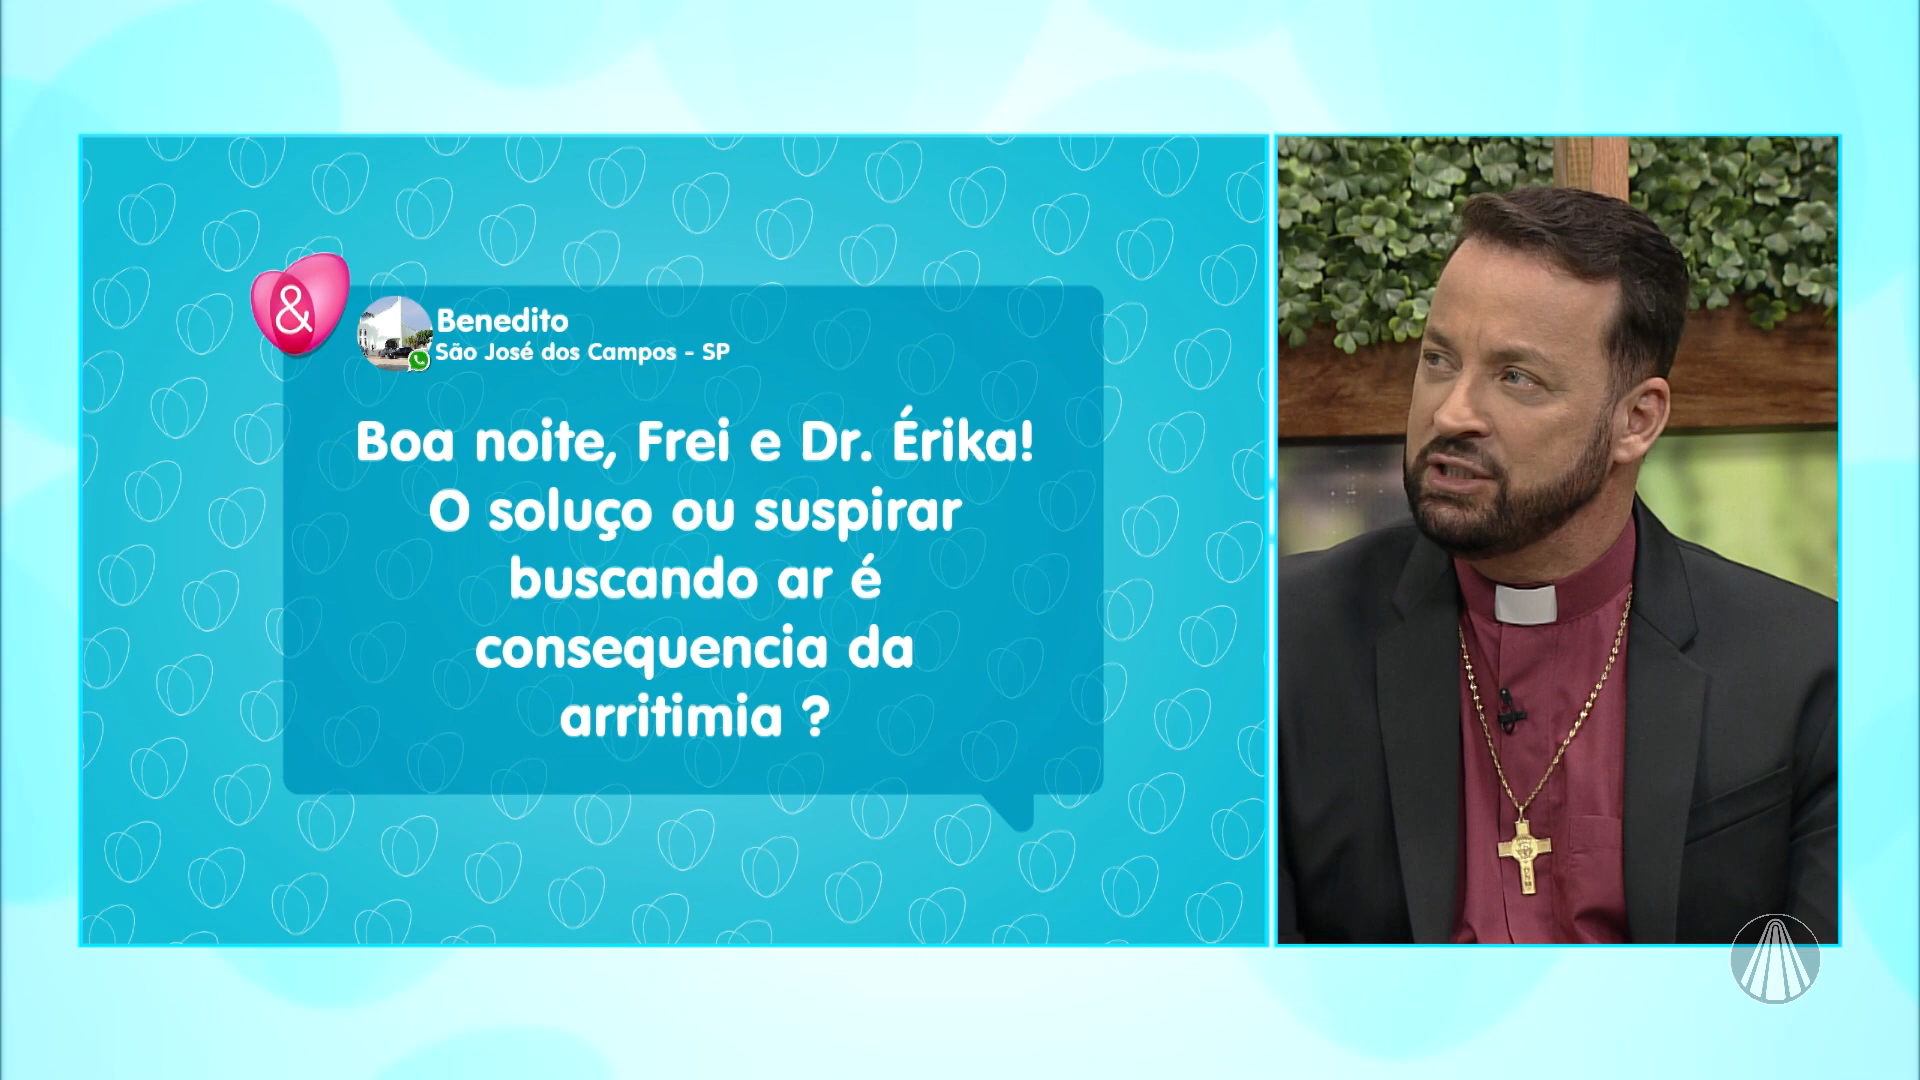 &
Benedito
São José dos Campos - SP
Boa noite, Frei e Dr. Érika!
O soluço ou suspirar
buscando ar é
consequencia da
arritimia ?